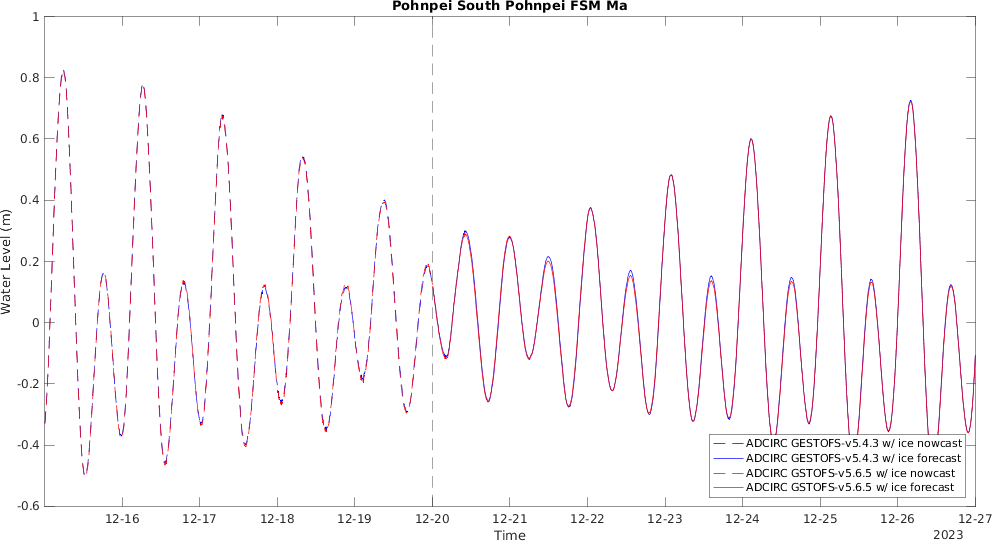 Pohnpei South Pohnpei FSM Ma
1
0.8
0.6
0.4
0.2
0
-0.2
-0.4
-0.6
Water Level (m)
12-16 12-17 12-18 12-19 12-20 12-21 12-22 12-23 12-24 12-25 12-26 12-27
Time
2023
ADCIRC GESTOFS-v5.4.3 w/ ice nowcast
ADCIRC GESTOFS-v5.4.3 w/ ice forecast
ADCIRC GSTOFS-v5.6.5 w/ ice nowcast
ADCIRC GSTOFS-v5.6.5 w/ ice forecast